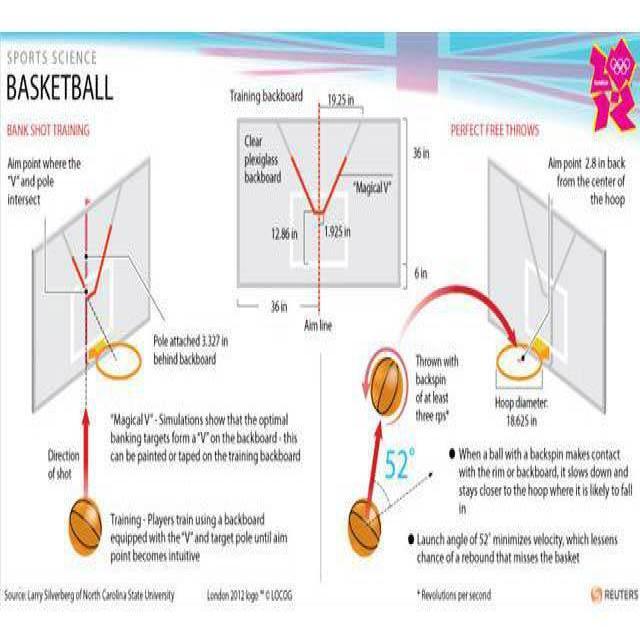 SPORTS SCIENCE
BASKETBALL
BANK SHOT TRAINING
Aim point where the
"V" and pole
intersect
Pole attached 3.327 in
behind backboard
Direction
of shot
"Magical V" - Simulations show that the optimal
banking targets form a "V" on the backboard - this
can be painted or taped on the training backboard
Training - Players train using a backboard
equipped with the "V" and target pole until aim
point becomes intuitive
Training backboard
19.25 in
Clear
plexiglass
backboard
"Magical V"
36 in
12.86 in
1.925 in
6 in
36 in
Aim line
PERFECT FREE THROWS
Aim point 2.8 in back
from the center of
the hoop
Thrown with
backspin
of at least
three rps*
Hoop diameter:
18.625 in
52°
● When a ball with a backspin makes contact
with the rim or backboard, it slows down and
stays closer to the hoop where it is likely to fall
in
● Launch angle of 52° minimizes velocity, which lessens
chance of a rebound that misses the basket
Source: Larry Silverberg of North Carolina State University
London 2012 logo ™ © LOCOG
* Revolutions per second
REUTERS